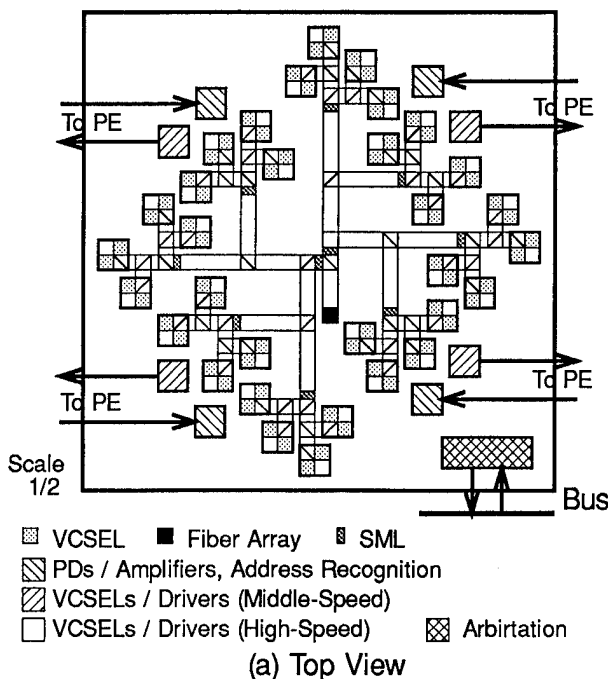 To PE
To PE
To PE
To PE
Scale
1/2
Bus
VCSEL
Fiber Array
SML
PDs / Amplifiers, Address Recognition
VCSELs / Drivers (Middle-Speed)
VCSELs / Drivers (High-Speed)
Arbirtation
(a) Top View